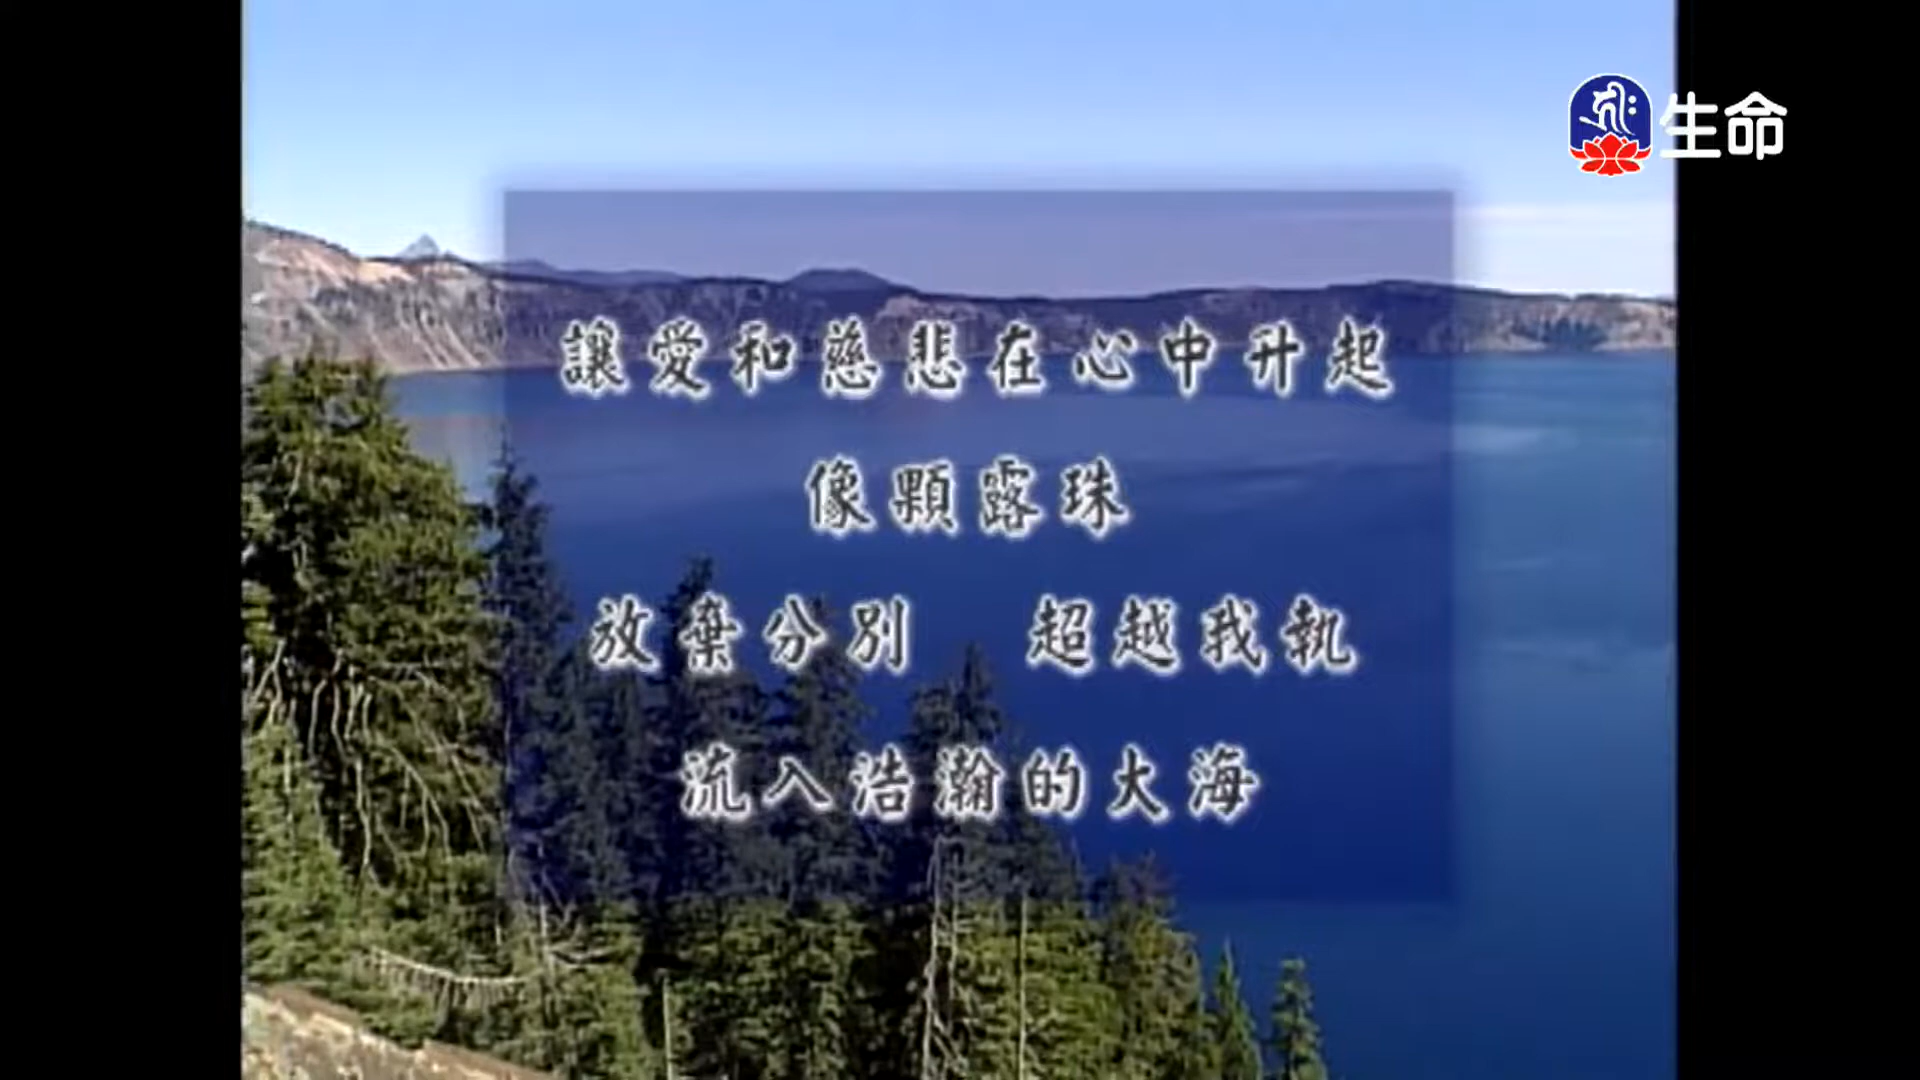 生命
讓愛和慈悲在心中升起
像顆露珠
放棄分別 超越我執
流入浩瀚的大海